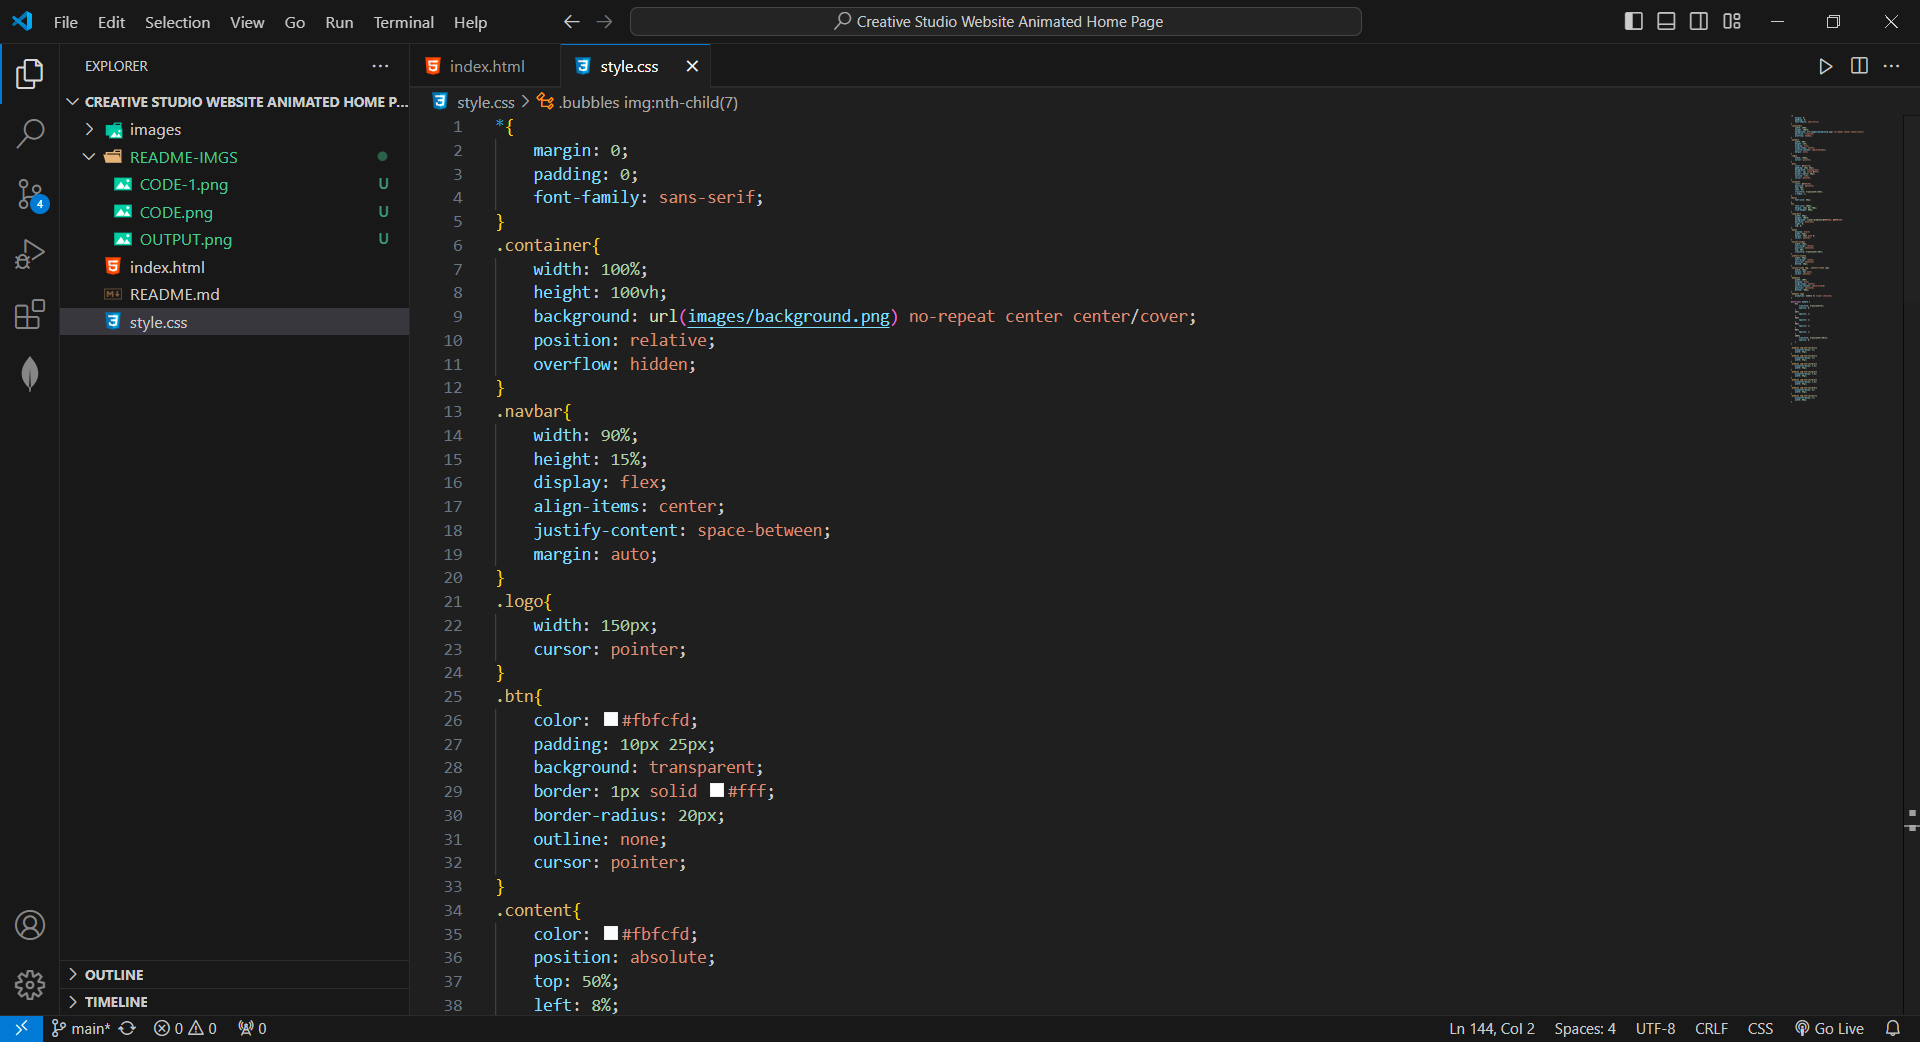 File Edit Selection View Go Run Terminal Help
Creative Studio Website Animated Home Page
EXPLORER
CREATIVE STUDIO WEBSITE ANIMATED HOME P...
images
README-IMGS
CODE-1.png U
CODE.png U
OUTPUT.png U
index.html
README.md
style.css
OUTLINE
TIMELINE
4
index.html style.css
style.css > .bubbles img:nth-child(7)
1 *{
2 margin: 0;
3 padding: 0;
4 font-family: sans-serif;
5 }
6 .container{
7 width: 100%;
8 height: 100vh;
9 background: url(images/background.png) no-repeat center center/cover;
10 position: relative;
11 overflow: hidden;
12 }
13 .navbar{
14 width: 90%;
15 height: 15%;
16 display: flex;
17 align-items: center;
18 justify-content: space-between;
19 margin: auto;
20 }
21 .logo{
22 width: 150px;
23 cursor: pointer;
24 }
25 .btn{
26 color: #fbfcfd;
27 padding: 10px 25px;
28 background: transparent;
29 border: 1px solid #fff;
30 border-radius: 20px;
31 outline: none;
32 cursor: pointer;
33 }
34 .content{
35 color: #fbfcfd;
36 position: absolute;
37 top: 50%;
38 left: 8%;
main* 0 0 0 Ln 144, Col 2 Spaces: 4 UTF-8 CRLF CSS Go Live